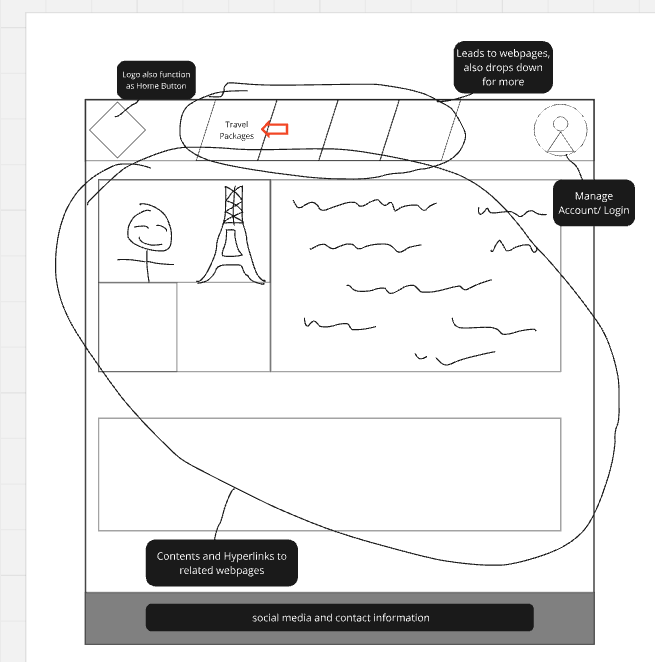 Leads to webpages,
also drops down
for more
Logo also function
as Home Button
Travel
Packages
Manage
Account/ Login
Contents and Hyperlinks to
related webpages
social media and contact information